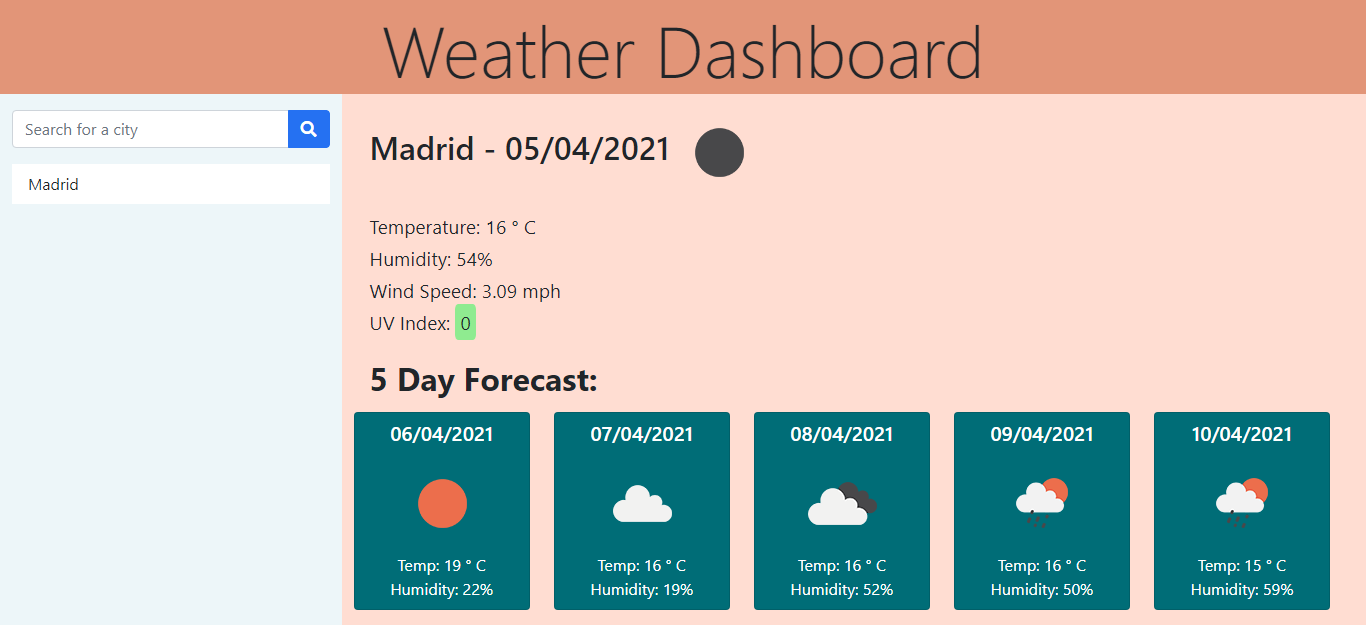 Weather Dashboard
Search for a city
Madrid
Madrid - 05/04/2021
Temperature: 16 ° C
Humidity: 54%
Wind Speed: 3.09 mph
UV Index: 0
5 Day Forecast:
06/04/2021
Temp: 19 ° C
Humidity: 22%
07/04/2021
Temp: 16 ° C
Humidity: 19%
08/04/2021
Temp: 16 ° C
Humidity: 52%
09/04/2021
Temp: 16 ° C
Humidity: 50%
10/04/2021
Temp: 15 ° C
Humidity: 59%